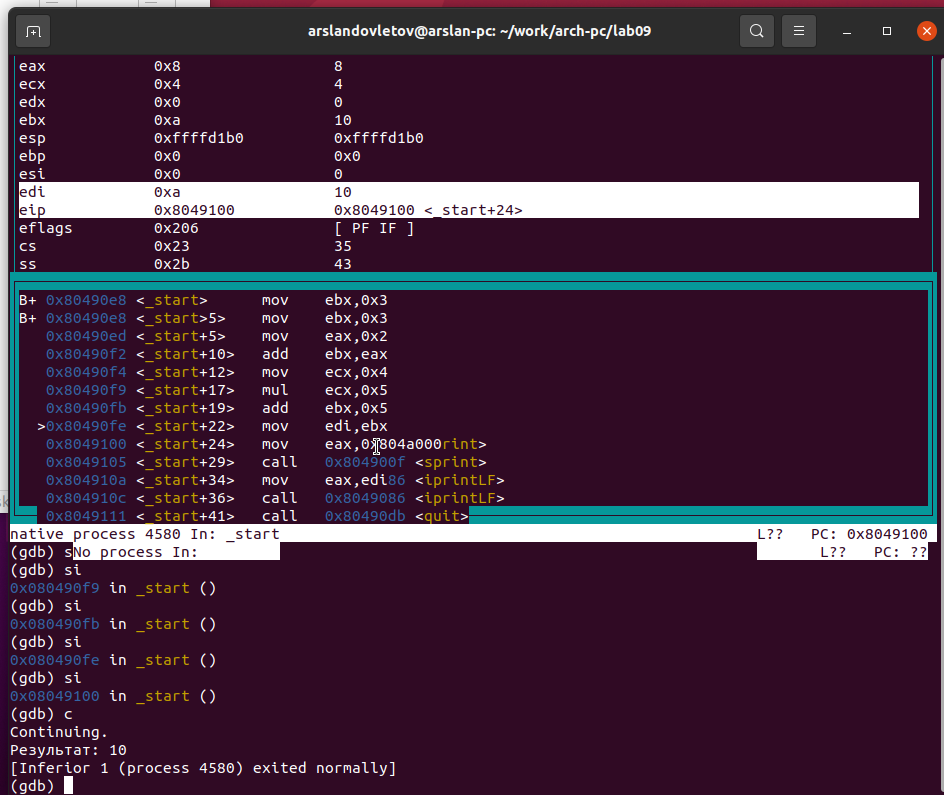 arslandovletov@arslan-pc: ~/work/arch-pc/lab09
eax 0x8 8
ecx 0x4 4
edx 0x0 0
ebx 0xa 10
esp 0xffffd1b0 0xffffd1b0
ebp 0x0 0x0
esi 0x0 0
edi 0xa 10
eip 0x8049100 0x8049100 <_start+24>
eflags 0x206 [ PF IF ]
cs 0x23 35
ss 0x2b 43
B+ 0x80490e8 <_start> mov ebx,0x3
B+ 0x80490e8 <_start>5> mov ebx,0x3
0x80490ed <_start+5> mov eax,0x2
0x80490f2 <_start+10> add ebx,eax
0x80490f4 <_start+12> mov ecx,0x4
0x80490f9 <_start+17> mul ecx,0x5
0x80490fb <_start+19> add ebx,0x5
>0x80490fe <_start+22> mov edi,ebx
0x8049100 <_start+24> mov eax,0x804a000rint>
0x8049105 <_start+29> call 0x804900f <sprint>
0x804910a <_start+34> mov eax,edi86 <iprintLF>
0x804910c <_start+36> call 0x8049086 <iprintLF>
0x8049111 <_start+41> call 0x80490db <quit>
native process 4580 In: _start L?? PC: 0x8049100
(gdb) sNo process In: L?? PC: ??
(gdb) si
0x080490f9 in _start ()
(gdb) si
0x080490fb in _start ()
(gdb) si
0x080490fe in _start ()
(gdb) si
0x08049100 in _start ()
(gdb) c
Continuing.
Результат: 10
[Inferior 1 (process 4580) exited normally]
(gdb)